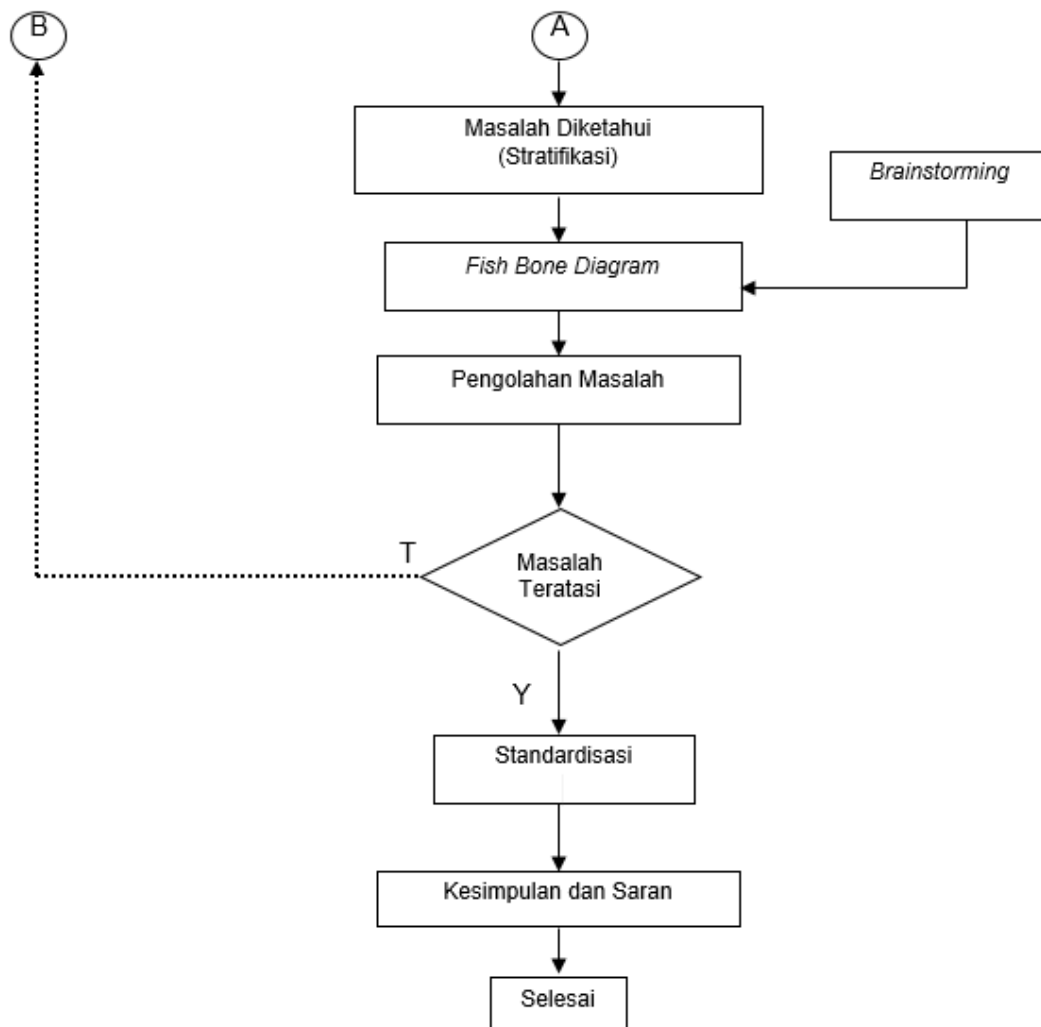 B
A
Masalah Diketahui
(Stratifikasi)
Brainstorming
Fish Bone Diagram
Pengolahan Masalah
T
Masalah
Teratasi
Y
Standardisasi
Kesimpulan dan Saran
Selesai